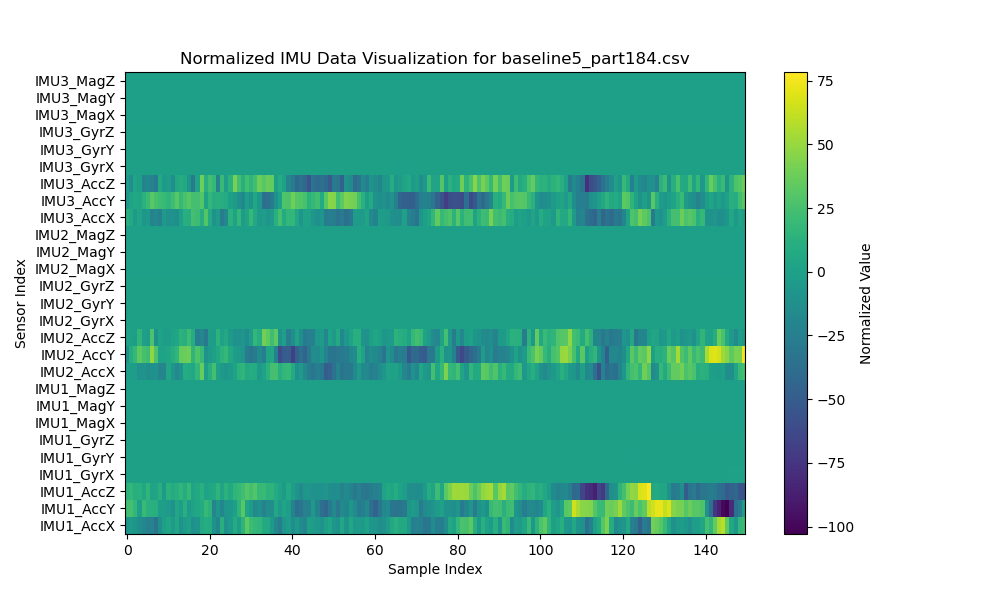 Normalized IMU Data Visualization for baseline5_part184.csv
IMU3_MagZ
IMU3_MagY
IMU3_MagX
IMU3_GyrZ
IMU3_GyrY
IMU3_GyrX
IMU3_AccZ
IMU3_AccY
IMU3_AccX
IMU2_MagZ
IMU2_MagY
IMU2_MagX
IMU2_GyrZ
IMU2_GyrY
IMU2_GyrX
IMU2_AccZ
IMU2_AccY
IMU2_AccX
IMU1_MagZ
IMU1_MagY
IMU1_MagX
IMU1_GyrZ
IMU1_GyrY
IMU1_GyrX
IMU1_AccZ
IMU1_AccY
IMU1_AccX
Sensor Index
0 20 40 60 80 100 120 140
Sample Index
75
50
25
0
−25
−50
−75
−100
Normalized Value